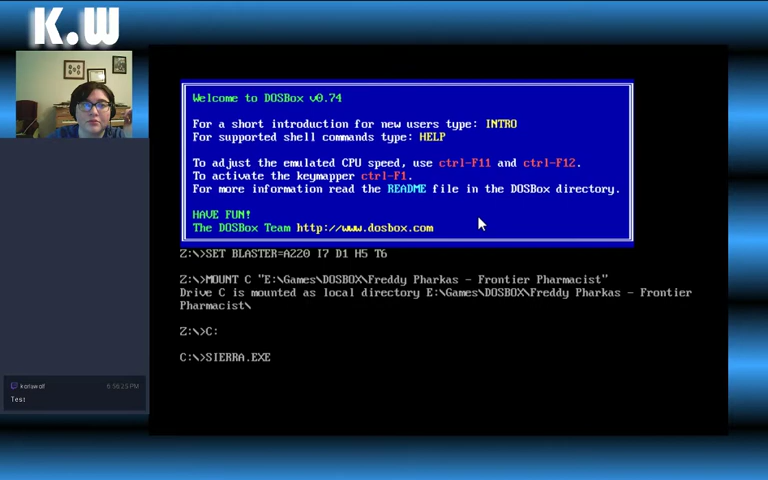 K.W
Welcome to DOSBox v0.74
For a short introduction for new users type: INTRO
For supported shell commands type: HELP
To adjust the emulated CPU speed, use ctrl-F11 and ctrl-F12.
To activate the keymapper ctrl-F1.
For more information read the README file in the DOSBox directory.
HAVE FUN!
The DOSBox Team http://www.dosbox.com
Z:\>SET BLASTER=A220 I7 D1 H5 T6
Z:\>MOUNT C "E:\Games\DOSBOX\Freddy Pharkas - Frontier Pharmacist"
Drive C is mounted as local directory E:\Games\DOSBOX\Freddy Pharkas - Frontier
Pharmacist\
Z:\>C:
C:\>SIERRA.EXE
6:56:25 PM
Test